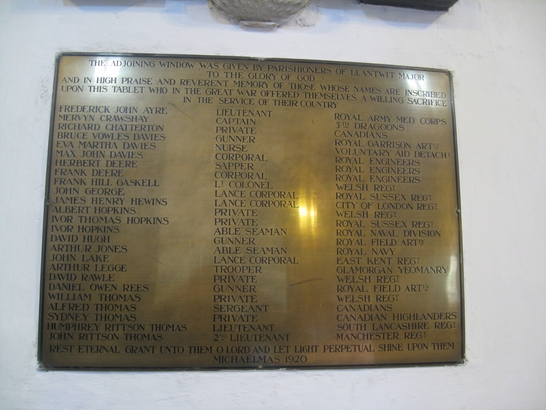 THE ADJOINING WINDOW WAS GIVEN BY PARISHIONERS OF LLANTWIT MAJOR
TO THE GLORY OF GOD
AND IN HIGH PRAISE AND REVERENT MEMORY OF THOSE WHOSE NAMES ARE INSCRIBED
UPON THIS TABLET WHO IN THE GREAT WAR OFFERED THEMSELVES A WILLING SACRIFICE
IN THE SERVICE OF THEIR COUNTRY
FREDERICK JOHN AYRE LIEUTENANT ROYAL ARMY MED CORPS
MERVYN CRAWSHAY CAPTAIN 3RD DRAGOONS
RICHARD CHATTERTON PRIVATE CANADIANS
BRUCE VOWLES DAVIES GUNNER ROYAL GARRISON ARTY
EVA MARTHA DAVIES NURSE VOLUNTARY AID DETACHT
MAX JOHN DAVIES CORPORAL ROYAL ENGINEERS
HERBERT DEERE SAPPER ROYAL ENGINEERS
FRANK DEERE CORPORAL ROYAL ENGINEERS
FRANK HILL GASKELL LT COLONEL WELSH REGT
JOHN GEORGE LANCE CORPORAL ROYAL SUSSEX REGT
JAMES HENRY HEWINS LANCE CORPORAL CITY OF LONDON REGT
ALBERT HOPKINS PRIVATE WELSH REGT
IVOR THOMAS HOPKINS PRIVATE ROYAL SUSSEX REGT
IVOR HOPKINS ABLE SEAMAN ROYAL NAVAL DIVISION
DAVID HUGH GUNNER ROYAL FIELD ARTY
ARTHUR JONES ABLE SEAMAN ROYAL NAVY
JOHN LAKE LANCE CORPORAL EAST KENT REGT
ARTHUR LEGGE TROOPER GLAMORGAN YEOMANRY
DAVID RAWLE PRIVATE WELSH REGT
DANIEL OWEN REES GUNNER ROYAL FIELD ARTY
WILLIAM THOMAS PRIVATE WELSH REGT
ALFRED THOMAS SERGEANT CANADIANS
SYDNEY THOMAS PRIVATE CANADIAN HIGHLANDERS
HUMPHREY RITTSON THOMAS LIEUTENANT SOUTH LANCASHIRE REGT
JOHN RITTSON THOMAS 2ND LIEUTENANT MANCHESTER REGT
REST ETERNAL GRANT UNTO THEM O LORD AND LET LIGHT PERPETUAL SHINE UPON THEM
MICHAELMAS 1920